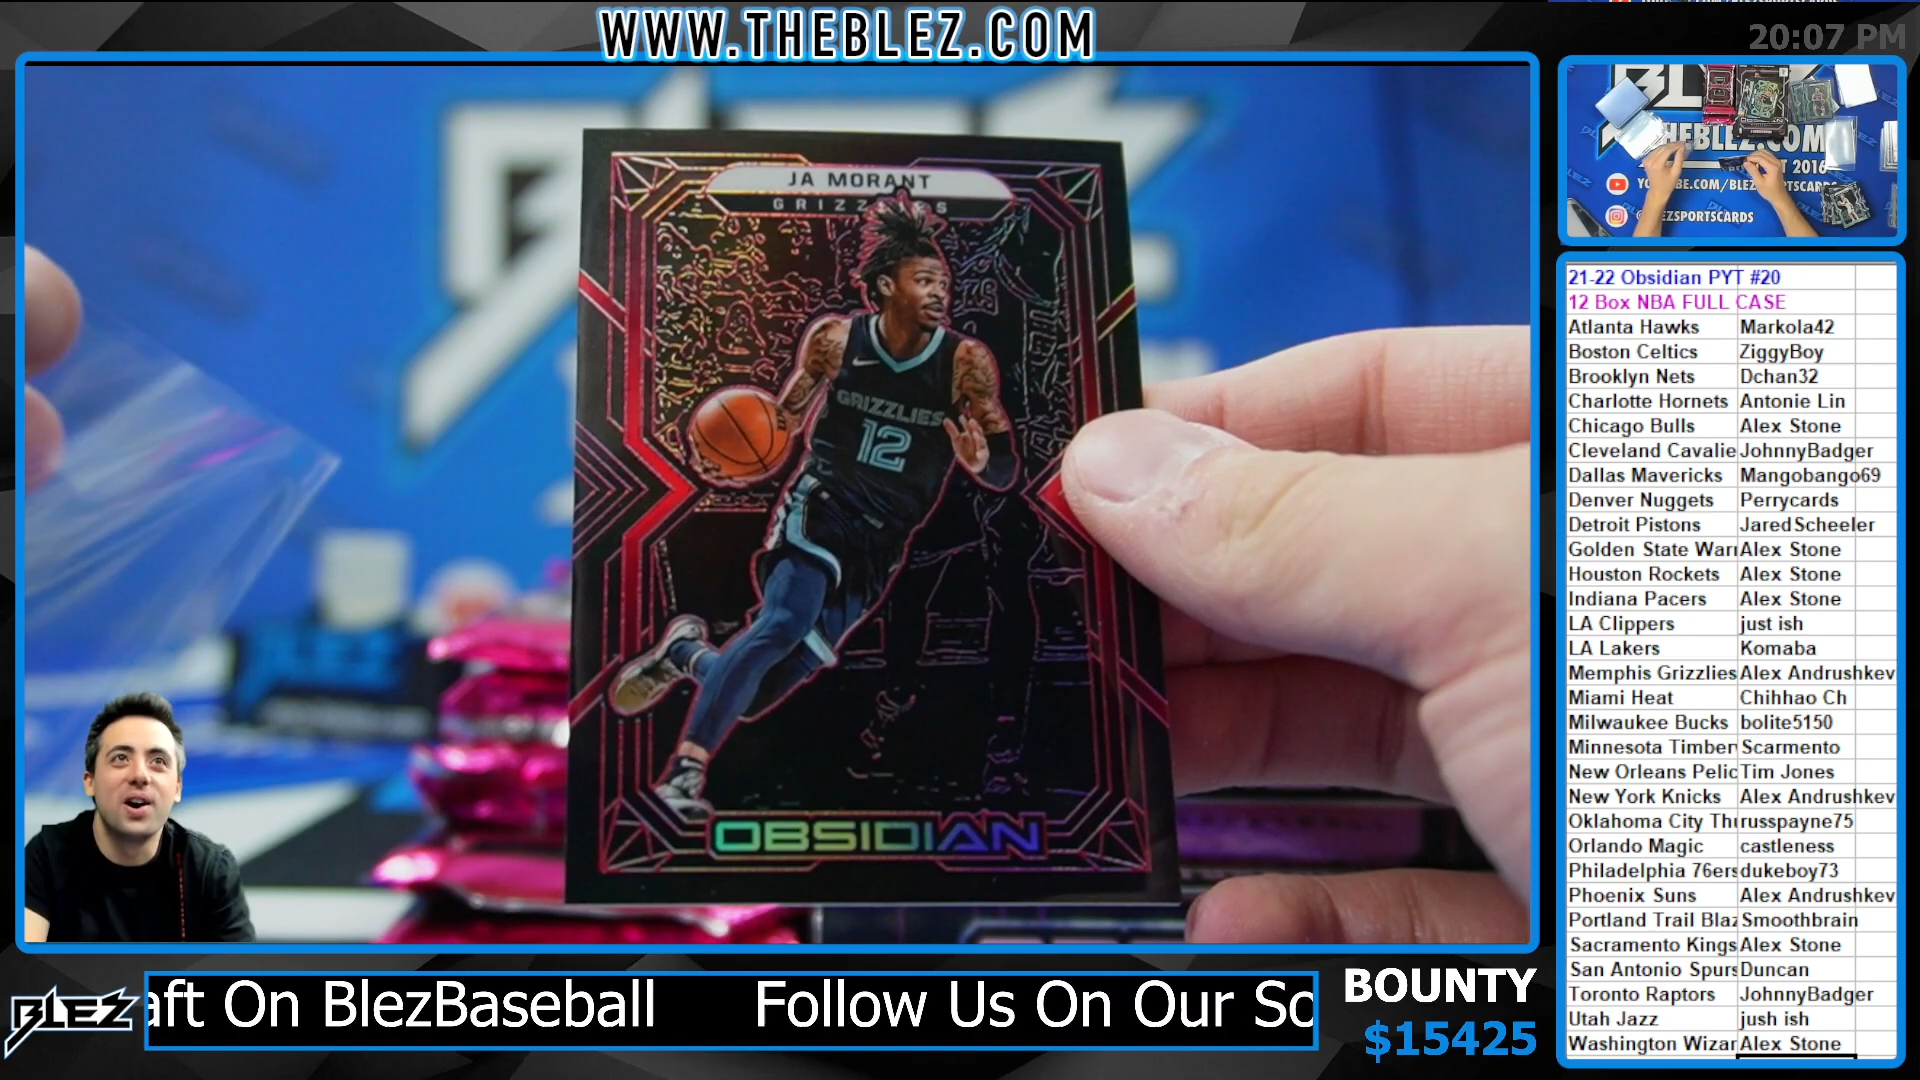 WWW.THEBLEZ.COM
20:07 PM
JA MORANT
GRIZZLIES
GRIZZLIES
12
OBSIDIAN
THEBLEZ.COM
2016
@BLEZSPORTSCARDS
21-22 Obsidian PYT #20
12 Box NBA FULL CASE
Atlanta Hawks Markola42
Boston Celtics ZiggyBoy
Brooklyn Nets Dchan32
Charlotte Hornets Antonie Lin
Chicago Bulls Alex Stone
Cleveland Cavalie JohnnyBadger
Dallas Mavericks Mangobango69
Denver Nuggets Perrycards
Detroit Pistons JaredScheeler
Golden State Warr Alex Stone
Houston Rockets Alex Stone
Indiana Pacers Alex Stone
LA Clippers just ish
LA Lakers Komaba
Memphis Grizzlies Alex Andrushkev
Miami Heat Chihhao Ch
Milwaukee Bucks bolite5150
Minnesota Timber Scarmento
New Orleans Pelic Tim Jones
New York Knicks Alex Andrushkev
Oklahoma City Thu russpayne75
Orlando Magic castleness
Philadelphia 76ers dukeboy73
Phoenix Suns Alex Andrushkev
Portland Trail Blaz Smoothbrain
Sacramento Kings Alex Stone
San Antonio Spurs Duncan
Toronto Raptors JohnnyBadger
Utah Jazz jush ish
Washington Wizar Alex Stone
BLEZ
aft On BlezBaseball Follow Us On Our So
BOUNTY
$15425